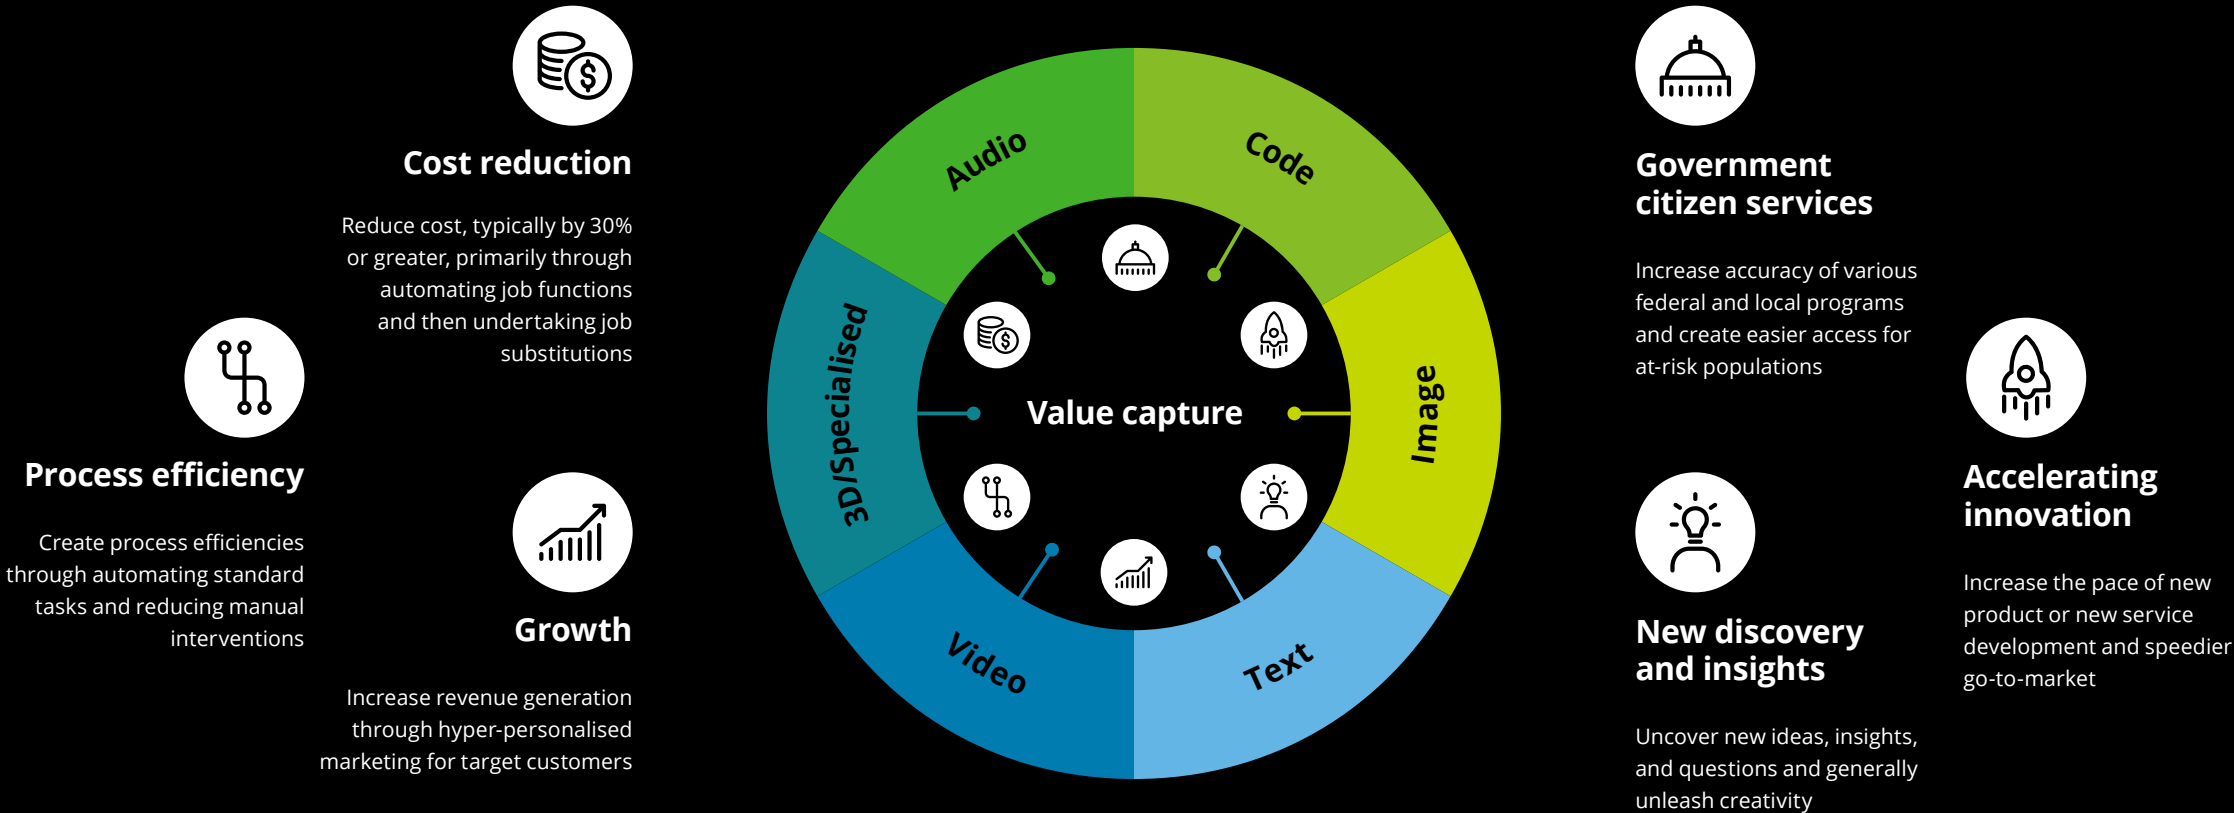 Cost reduction
Reduce cost, typically by 30%
or greater, primarily through
automating job functions
and then undertaking job
substitutions
Process efficiency
Create process efficiencies
through automating standard
tasks and reducing manual
interventions
Growth
Increase revenue generation
through hyper-personalised
marketing for target customers
Audio
Code
3D/Specialised
Value capture
Image
Video
Text
Government
citizen services
Increase accuracy of various
federal and local programs
and create easier access for
at-risk populations
Accelerating
innovation
Increase the pace of new
product or new service
development and speedier
go-to-market
New discovery
and insights
Uncover new ideas, insights,
and questions and generally
unleash creativity